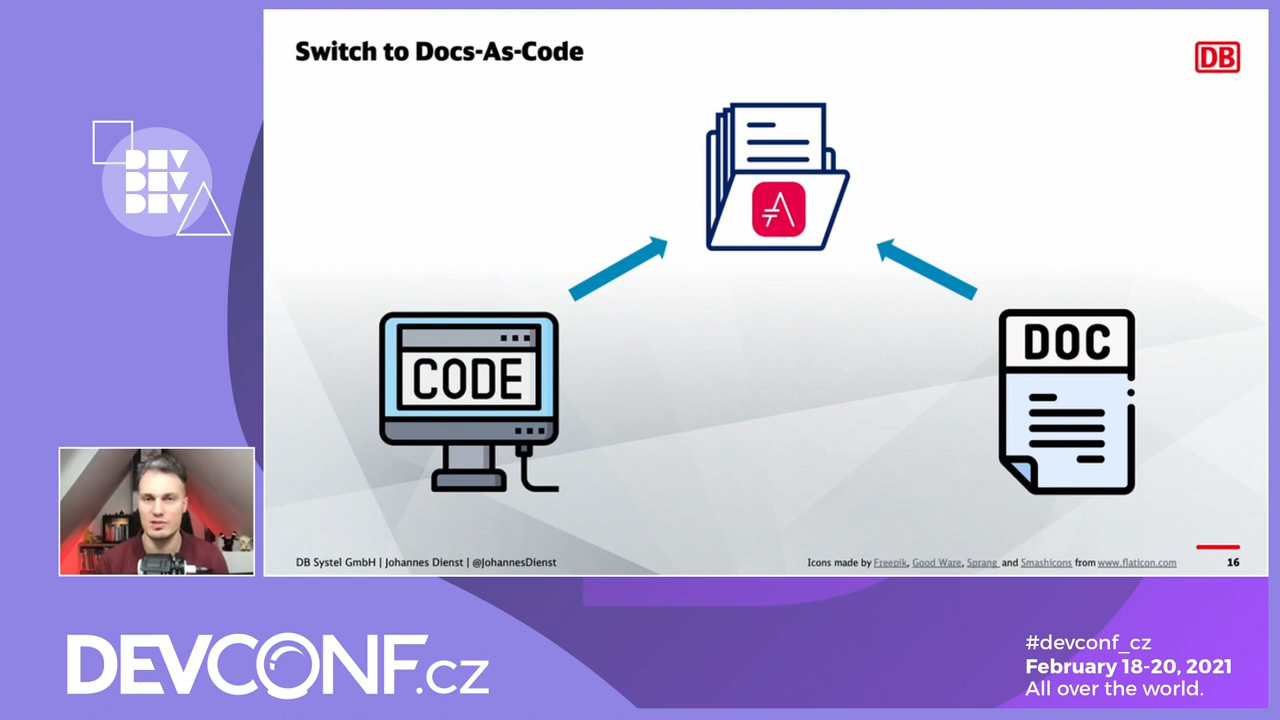 Switch to Docs-As-Code
DB
DEV
DEV
DEV
CODE
DOC
DB Systel GmbH | Johannes Dienst | @JohannesDienst
Icons made by Freepik, Good Ware, Sprang and Smashicons from www.flaticon.com
16
DEVCONF.cz
#devconf_cz
February 18-20, 2021
All over the world.